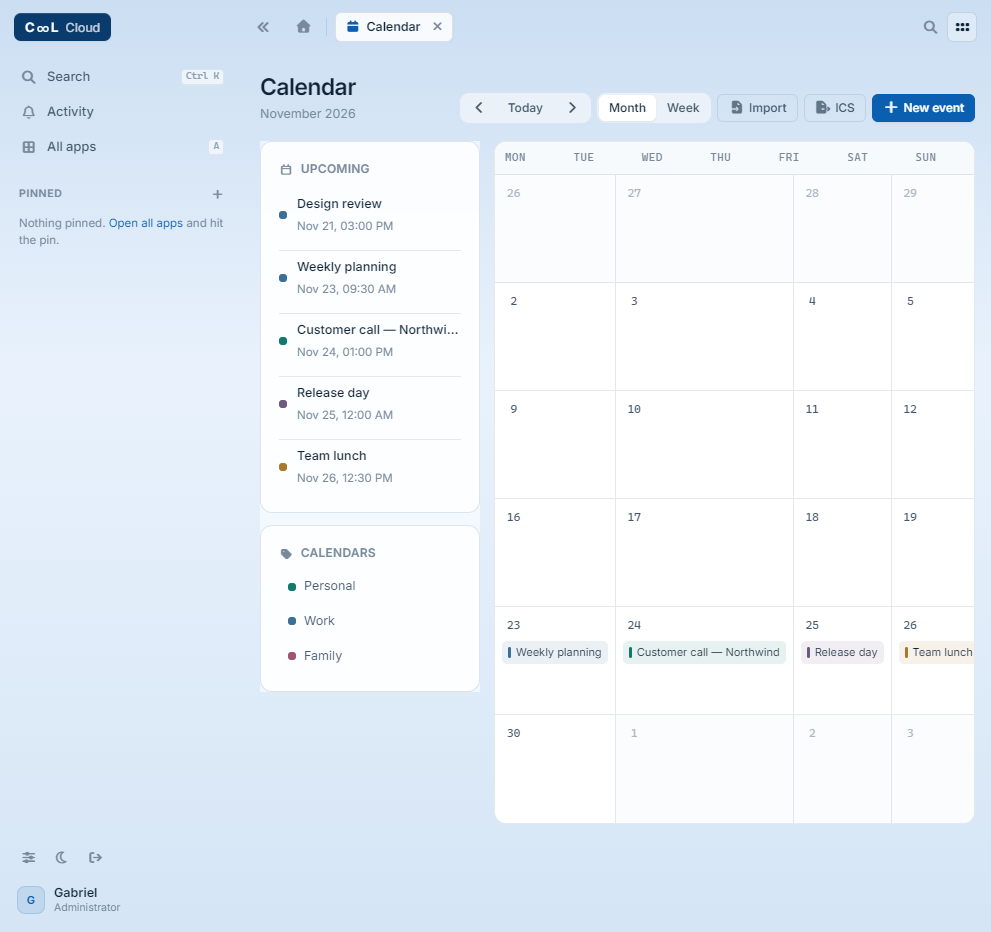 C∞L Cloud
Calendar
Search Ctrl K
Activity
All apps A
PINNED
Nothing pinned. Open all apps and hit
the pin.
Calendar
November 2026
Today
Month Week
Import
ICS
New event
UPCOMING
Design review
Nov 21, 03:00 PM
Weekly planning
Nov 23, 09:30 AM
Customer call — Northwi...
Nov 24, 01:00 PM
Release day
Nov 25, 12:00 AM
Team lunch
Nov 26, 12:30 PM
CALENDARS
Personal
Work
Family
MON TUE WED THU FRI SAT SUN
26 27 28 29
2 3 4 5
9 10 11 12
16 17 18 19
23 24 25 26
Weekly planning Customer call — Northwind Release day Team lunch
30 1 2 3
G
Gabriel
Administrator